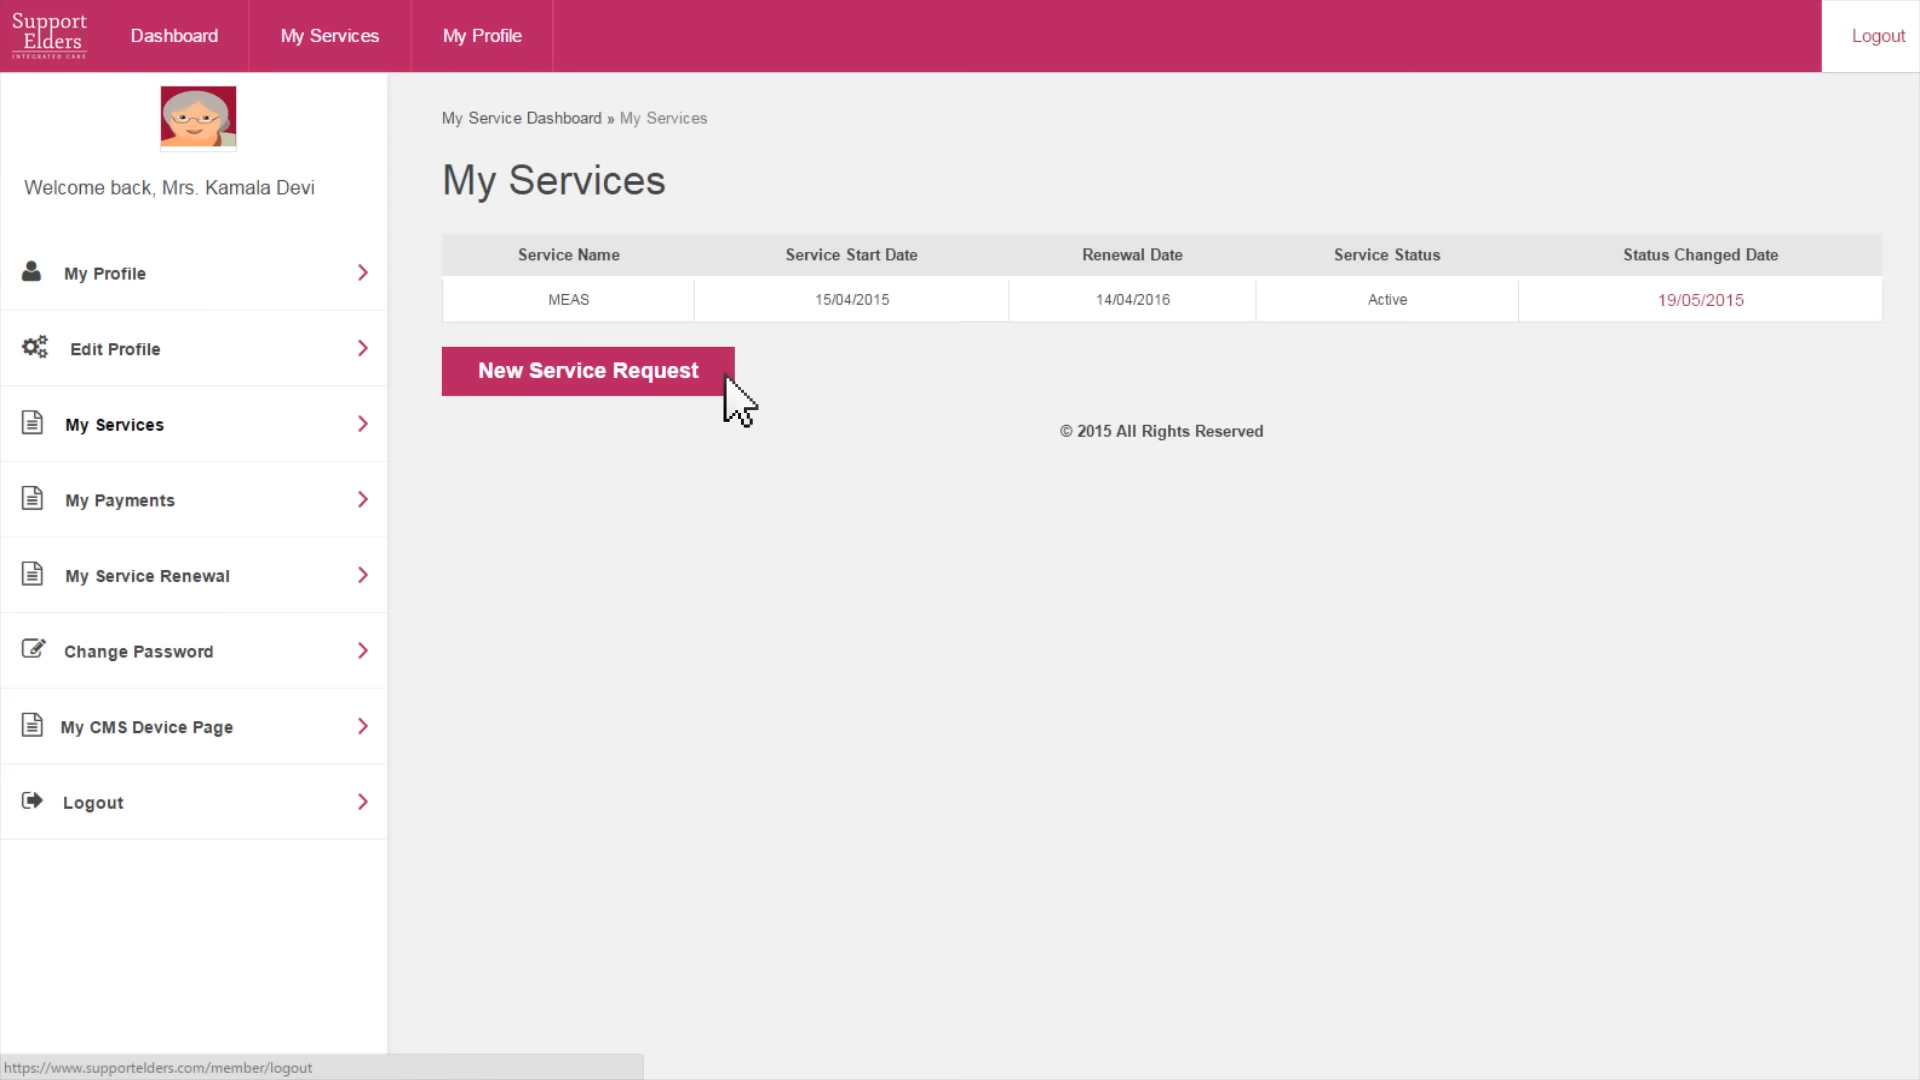 Support
Elders
INTEGRATED CARE
Dashboard
My Services
My Profile
Logout
Welcome back, Mrs. Kamala Devi
My Profile
Edit Profile
My Services
My Payments
My Service Renewal
Change Password
My CMS Device Page
Logout
My Service Dashboard » My Services
My Services
Service Name Service Start Date Renewal Date Service Status Status Changed Date
MEAS 15/04/2015 14/04/2016 Active 19/05/2015
New Service Request
© 2015 All Rights Reserved
https://www.supportelders.com/member/logout